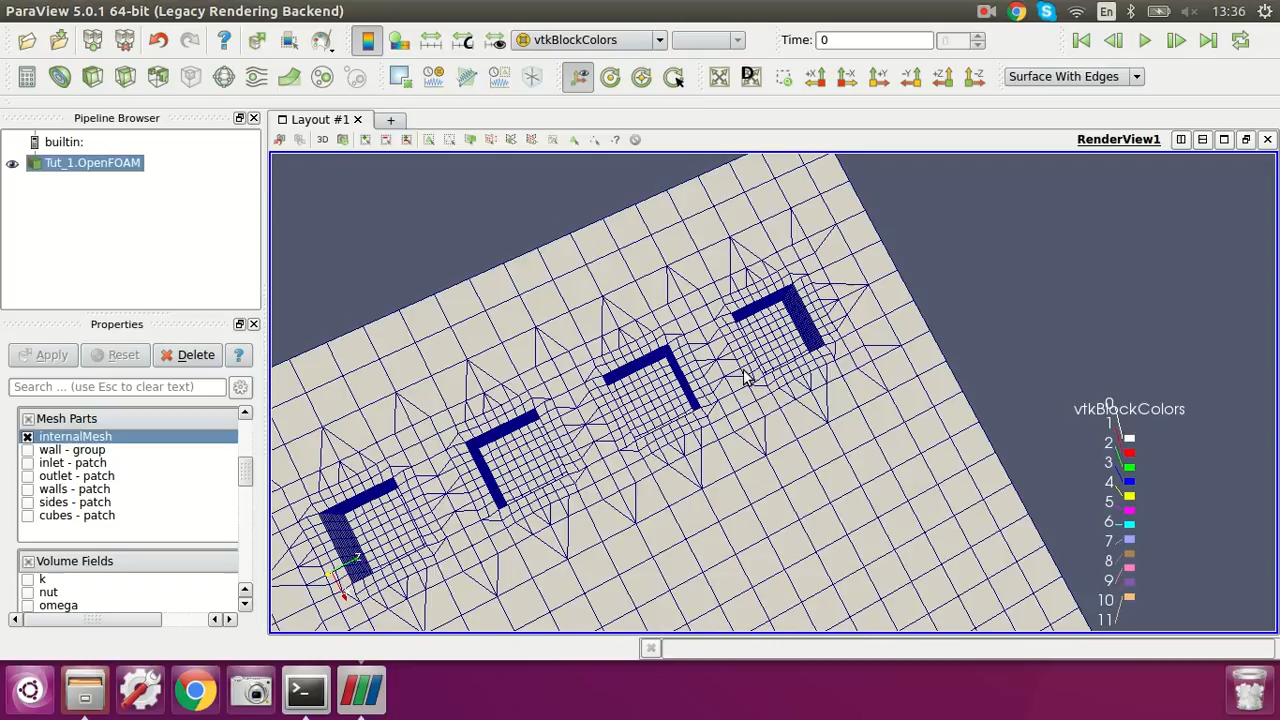 ParaView 5.0.1 64-bit (Legacy Rendering Backend)
En
13:36
vtkBlockColors
Time:
0
0
Surface With Edges
Pipeline Browser
builtin:
Tut_1.OpenFOAM
Layout #1
3D
RenderView1
Properties
Apply
Reset
Delete
?
Search ... (use Esc to clear text)
Mesh Parts
internalMesh
wall - group
inlet - patch
outlet - patch
walls - patch
sides - patch
cubes - patch
Volume Fields
k
nut
omega
Z
vtkBlockColors
0
1
2
3
4
5
6
7
8
9
10
11